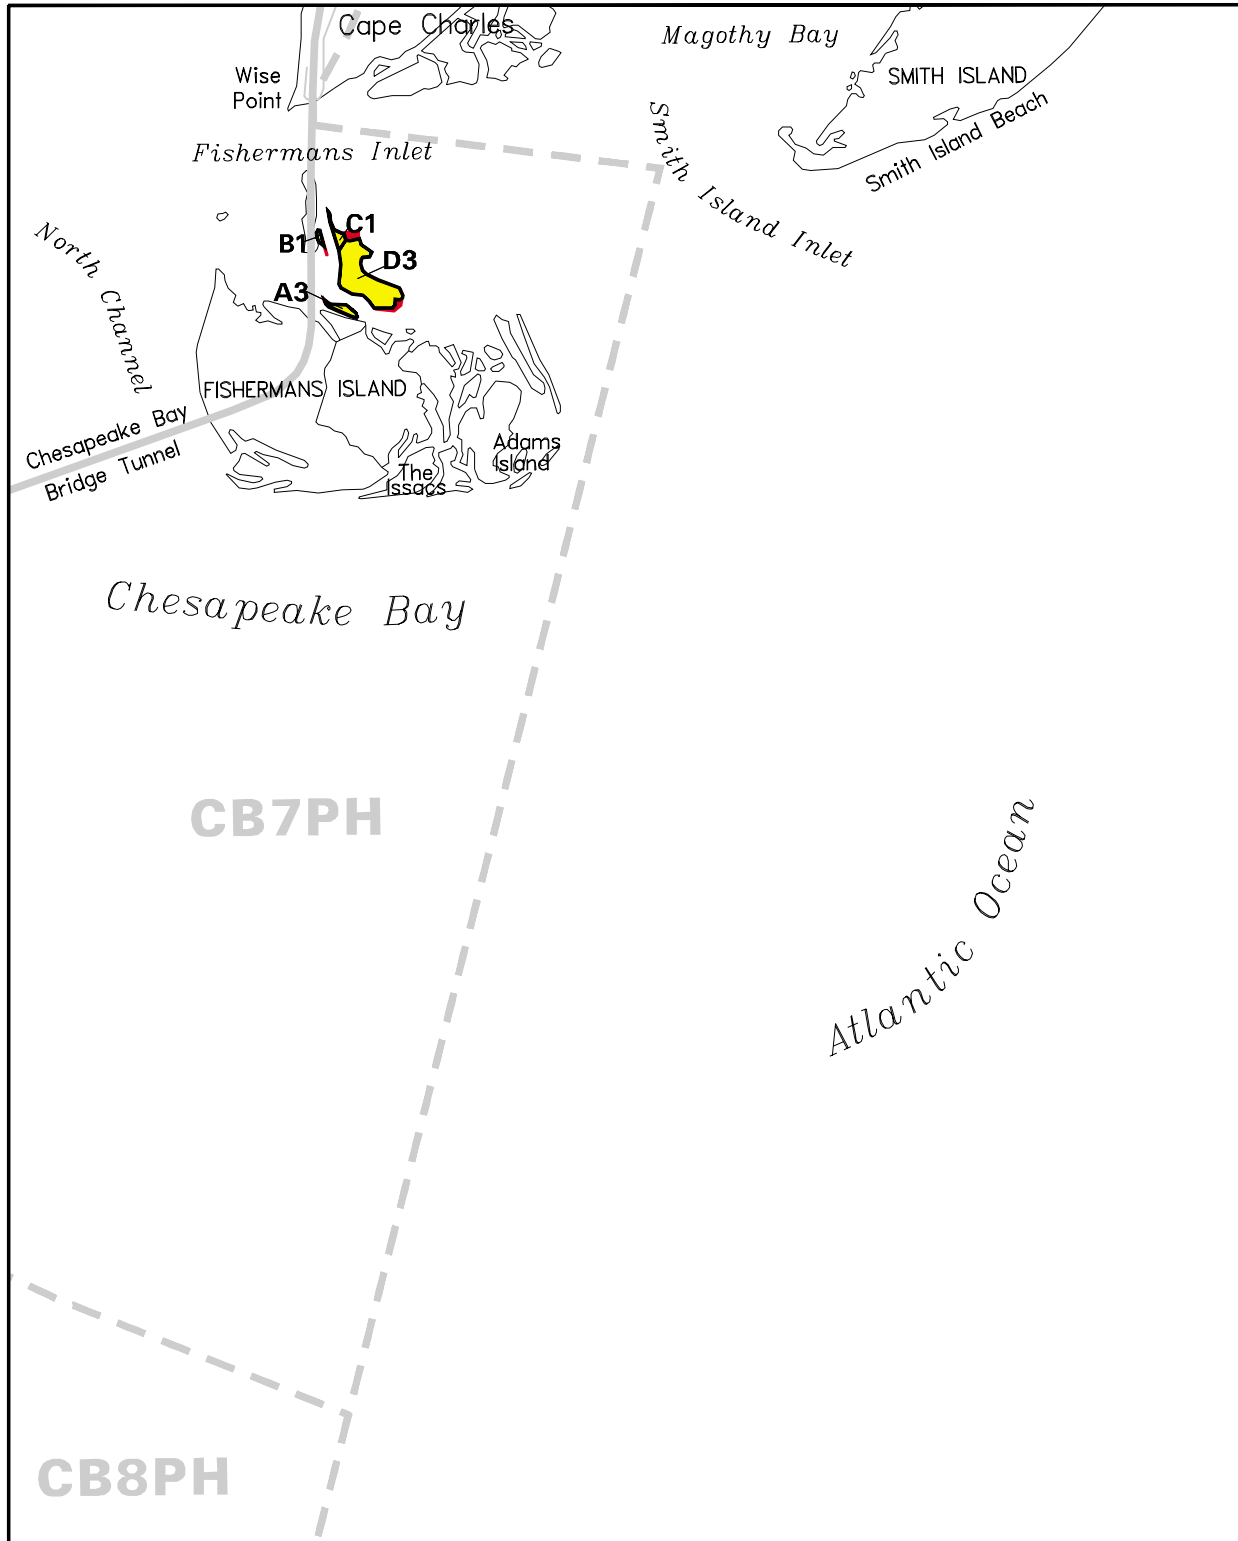 Cape Charles
Magothy Bay
Wise
Point
SMITH ISLAND
Smith Island Beach
Fishermans Inlet
Smith Island Inlet
North Channel
C1
B1
D3
A3
FISHERMANS ISLAND
Chesapeake Bay
Bridge Tunnel
Adams
Island
The
Issacs
Chesapeake Bay
CB7PH
Atlantic Ocean
CB8PH